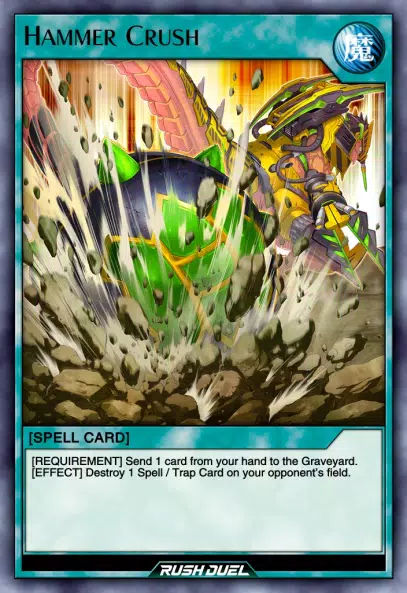 Hammer Crush
魔
[SPELL CARD]
[REQUIREMENT] Send 1 card from your hand to the Graveyard.
[EFFECT] Destroy 1 Spell / Trap Card on your opponent's field.
RUSH DUEL